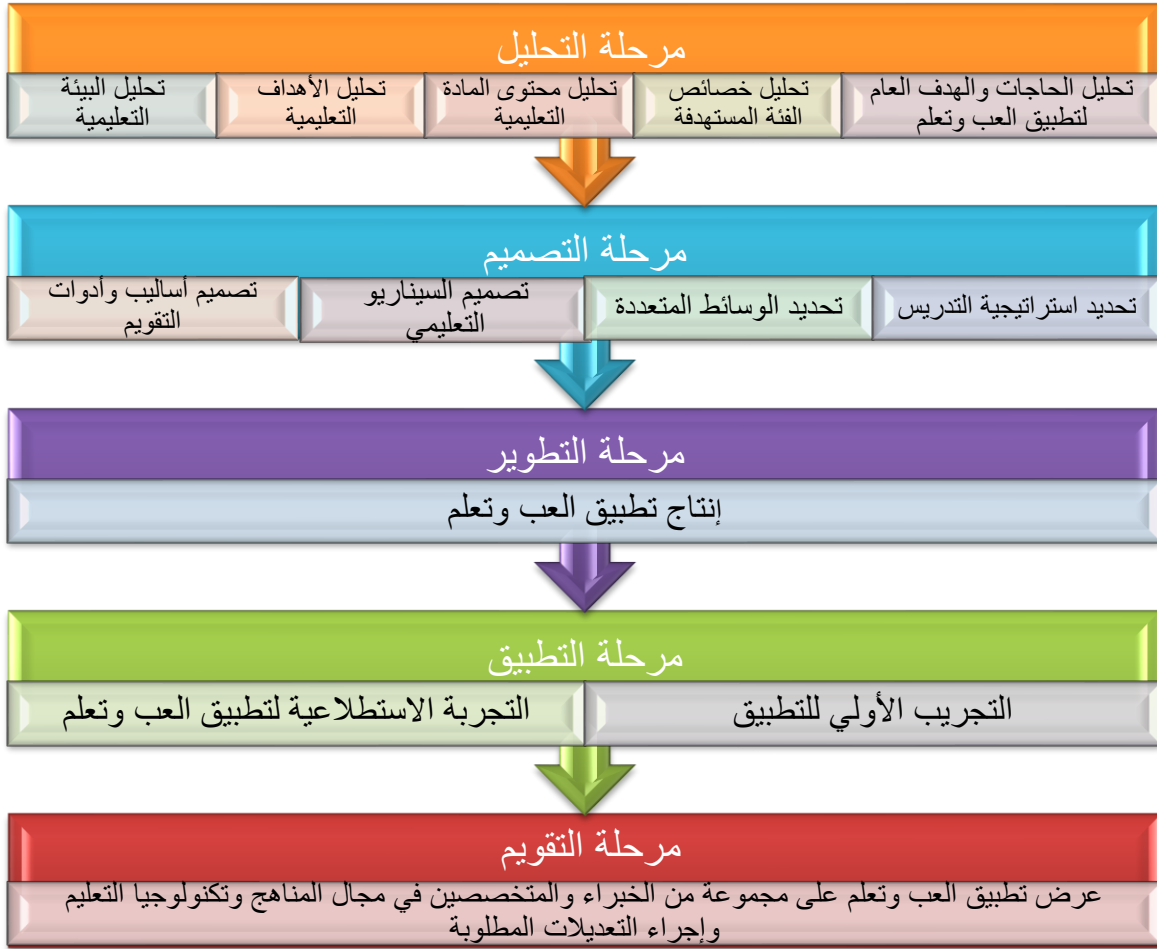 مرحلة التحليل
تحليل الحاجات والهدف العام
لتطبيق العب وتعلم
تحليل خصائص
الفئة المستهدفة
تحليل محتوى المادة
التعليمية
تحليل الأهداف
التعليمية
تحليل البيئة
التعليمية
مرحلة التصميم
تحديد استراتيجية التدريس
تحديد الوسائط المتعددة
تصميم السيناريو
التعليمي
تصميم أساليب وأدوات
التقويم
مرحلة التطوير
إنتاج تطبيق العب وتعلم
مرحلة التطبيق
التجريب الأولي للتطبيق
التجربة الاستطلاعية لتطبيق العب وتعلم
مرحلة التقويم
عرض تطبيق العب وتعلم على مجموعة من الخبراء والمتخصصين في مجال المناهج وتكنولوجيا التعليم
وإجراء التعديلات المطلوبة